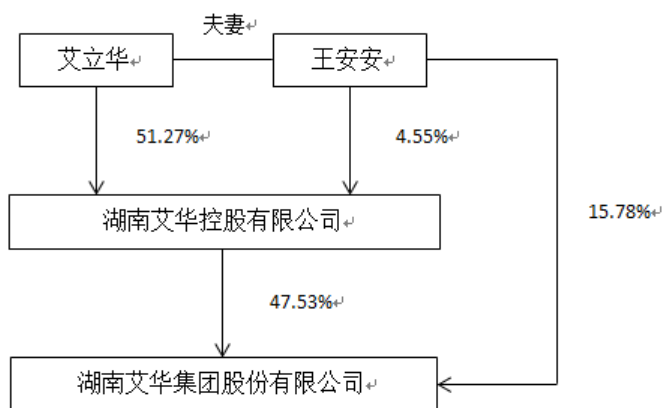 夫妻
艾立华
王安安
51.27%
4.55%
湖南艾华控股有限公司
15.78%
47.53%
湖南艾华集团股份有限公司